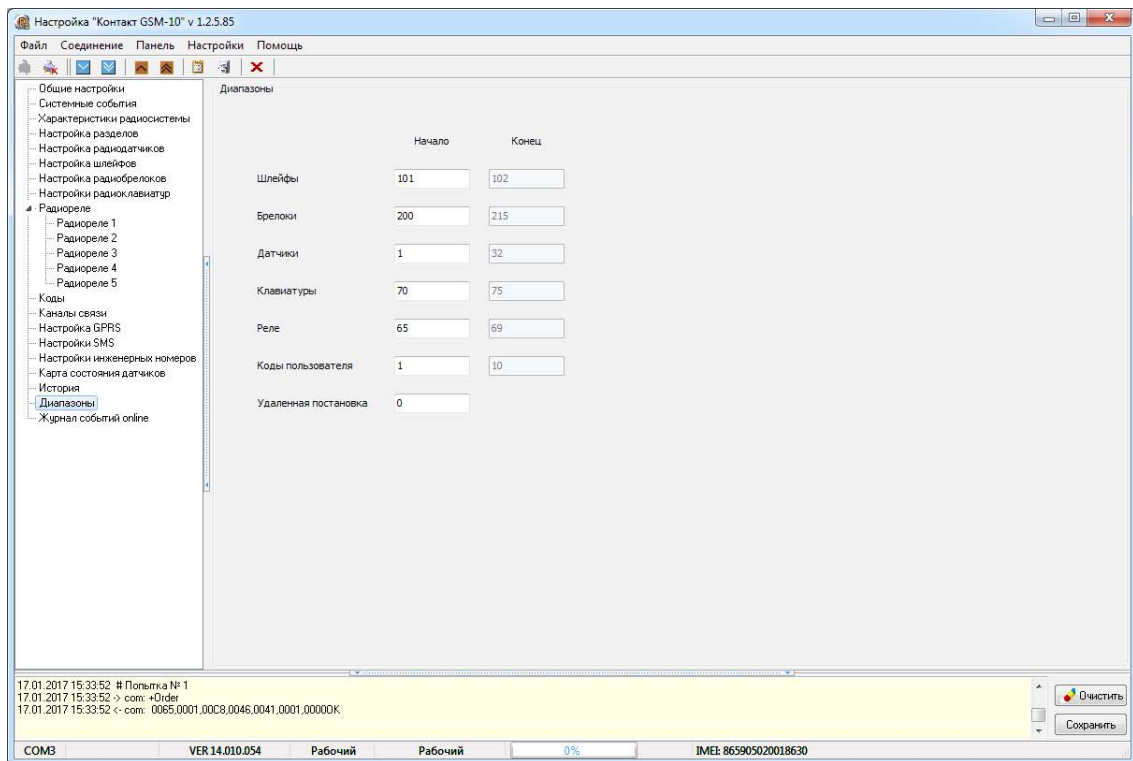 Настройка "Контакт GSM-10" v 1.2.5.85
Файл Соединение Панель Настройки Помощь
Общие настройки
Системные события
Характеристики радиосистемы
Настройка разделов
Настройка радиодатчиков
Настройка шлейфов
Настройка радиобрелоков
Настройки радиоклавиатур
Радиореле
Радиореле 1
Радиореле 2
Радиореле 3
Радиореле 4
Радиореле 5
Коды
Каналы связи
Настройка GPRS
Настройки SMS
Настройки инженерных номеров
Карта состояния датчиков
История
Диапазоны
Журнал событий online
Диапазоны
Начало Конец
Шлейфы 101 102
Брелоки 200 215
Датчики 1 32
Клавиатуры 70 75
Реле 65 69
Коды пользователя 1 10
Удаленная постановка 0
17.01.2017 15:33:52 # Попытка № 1
17.01.2017 15:33:52 -> com: +Order
17.01.2017 15:33:52 <- com: 0065,0001,00C8,0046,0041,0001,0000OK
Очистить
Сохранить
COM3 VER 14.010.054 Рабочий Рабочий 0% IMEI: 865905020018630